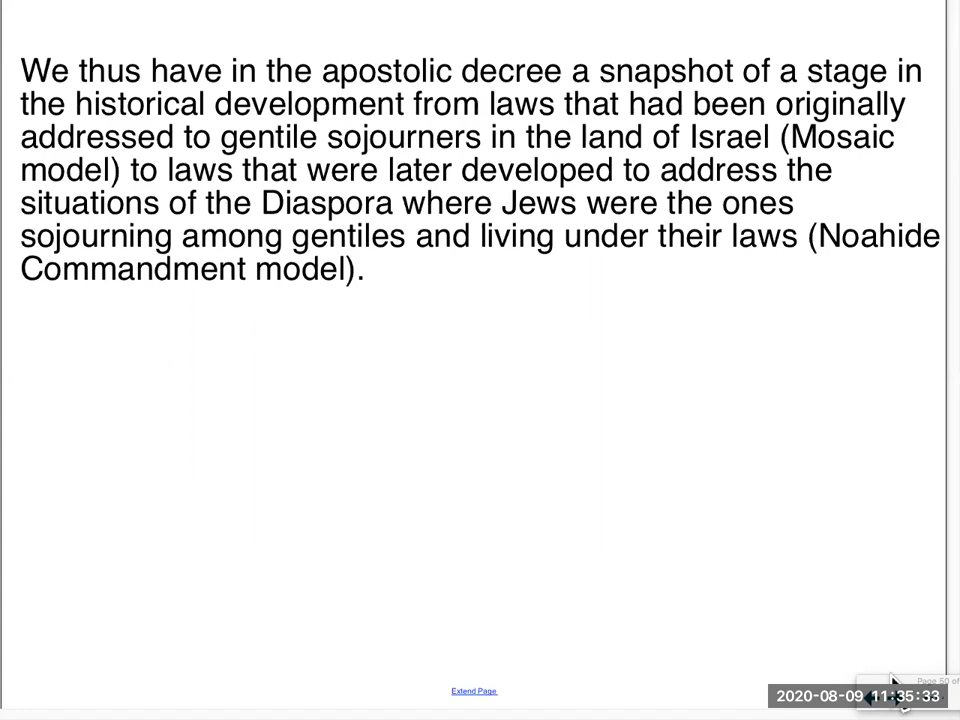 We thus have in the apostolic decree a snapshot of a stage in
the historical development from laws that had been originally
addressed to gentile sojourners in the land of Israel (Mosaic
model) to laws that were later developed to address the
situations of the Diaspora where Jews were the ones
sojourning among gentiles and living under their laws (Noahide
Commandment model).
Page 50 of
Extend Page
2020-08-09 11:35:33